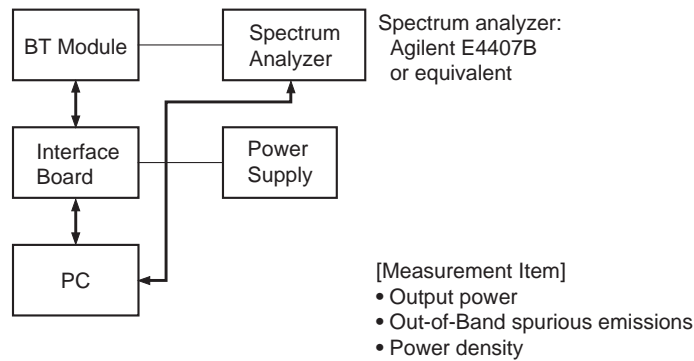 BT Module
Spectrum
Analyzer
Spectrum analyzer:
Agilent E4407B
or equivalent
Interface
Board
Power
Supply
PC
[Measurement Item]
• Output power
• Out-of-Band spurious emissions
• Power density